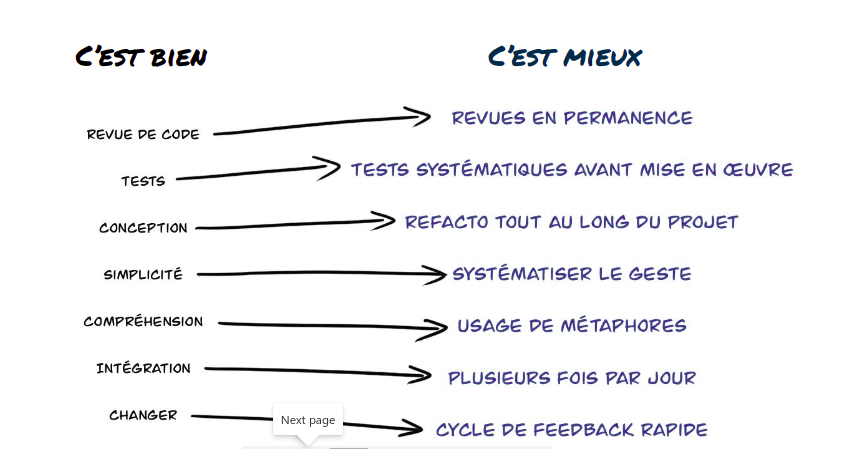 C'EST BIEN
C'EST MIEUX
REVUE DE CODE
REVUES EN PERMANENCE
TESTS
TESTS SYSTÉMATIQUES AVANT MISE EN ŒUVRE
CONCEPTION
REFACTO TOUT AU LONG DU PROJET
SIMPLICITÉ
SYSTÉMATISER LE GESTE
COMPRÉHENSION
USAGE DE MÉTAPHORES
INTÉGRATION
PLUSIEURS FOIS PAR JOUR
CHANGER
CYCLE DE FEEDBACK RAPIDE
Next page